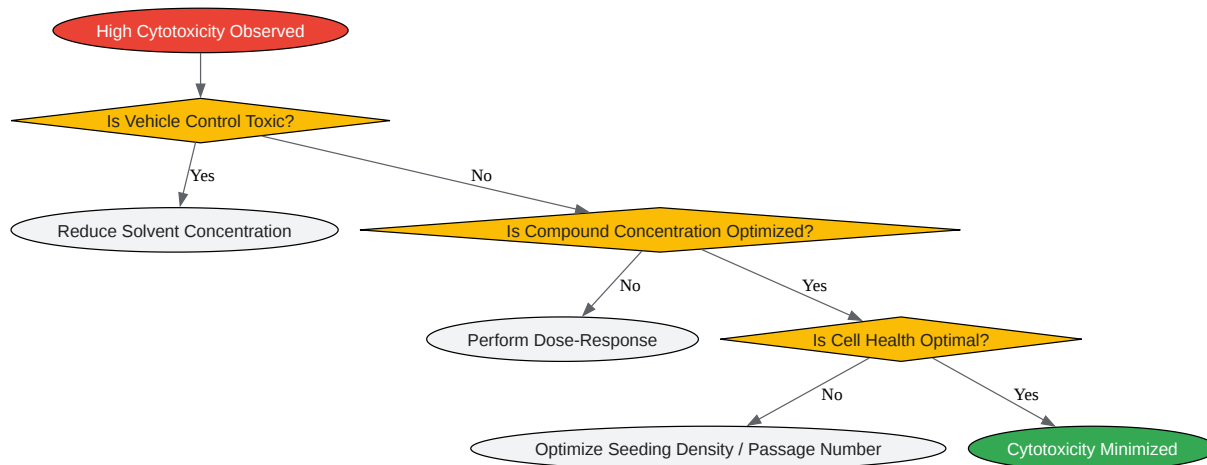 High Cytotoxicity Observed
Is Vehicle Control Toxic?
Yes
No
Reduce Solvent Concentration
Is Compound Concentration Optimized?
No
Yes
Perform Dose-Response
Is Cell Health Optimal?
No
Yes
Optimize Seeding Density / Passage Number
Cytotoxicity Minimized